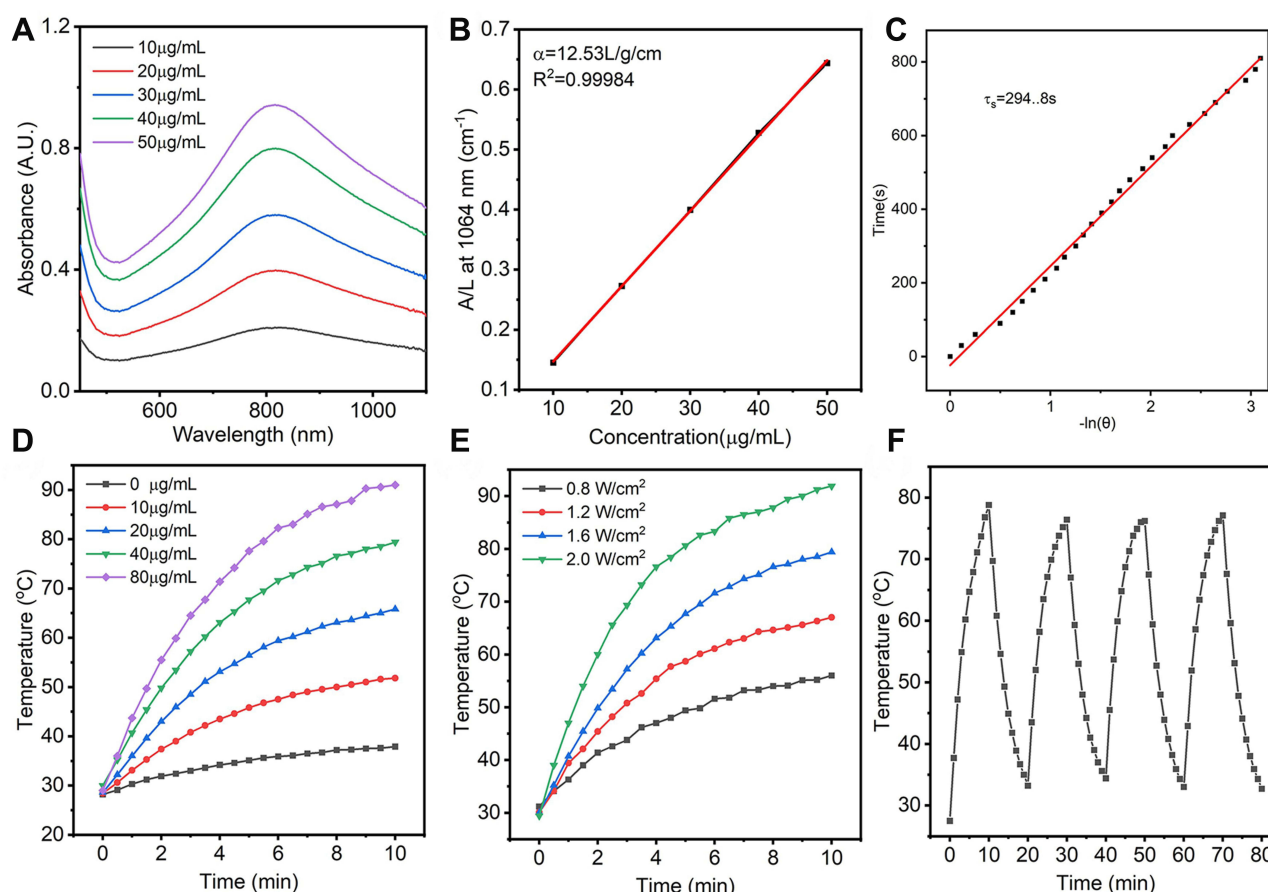 A
10μg/mL
20μg/mL
30μg/mL
40μg/mL
50μg/mL
1.2
0.8
0.4
0.0
Absorbance (A.U.)
600
800
1000
Wavelength (nm)
B
α=12.53L/g/cm
R²=0.99984
0.7
0.6
0.5
0.4
0.3
0.2
0.1
A/L at 1064 nm (cm⁻¹)
10
20
30
40
50
Concentration(μg/mL)
C
τs=294..8s
800
600
400
200
0
Time(s)
0
1
2
3
-ln(θ)
D
0 μg/mL
10μg/mL
20μg/mL
40μg/mL
80μg/mL
90
80
70
60
50
40
30
20
Temperature (°C)
0
2
4
6
8
10
Time (min)
E
0.8 W/cm²
1.2 W/cm²
1.6 W/cm²
2.0 W/cm²
90
80
70
60
50
40
30
Temperature (°C)
0
2
4
6
8
10
Time (min)
F
90
80
70
60
50
40
30
Temperature (°C)
0
10
20
30
40
50
60
70
80
Time (min)